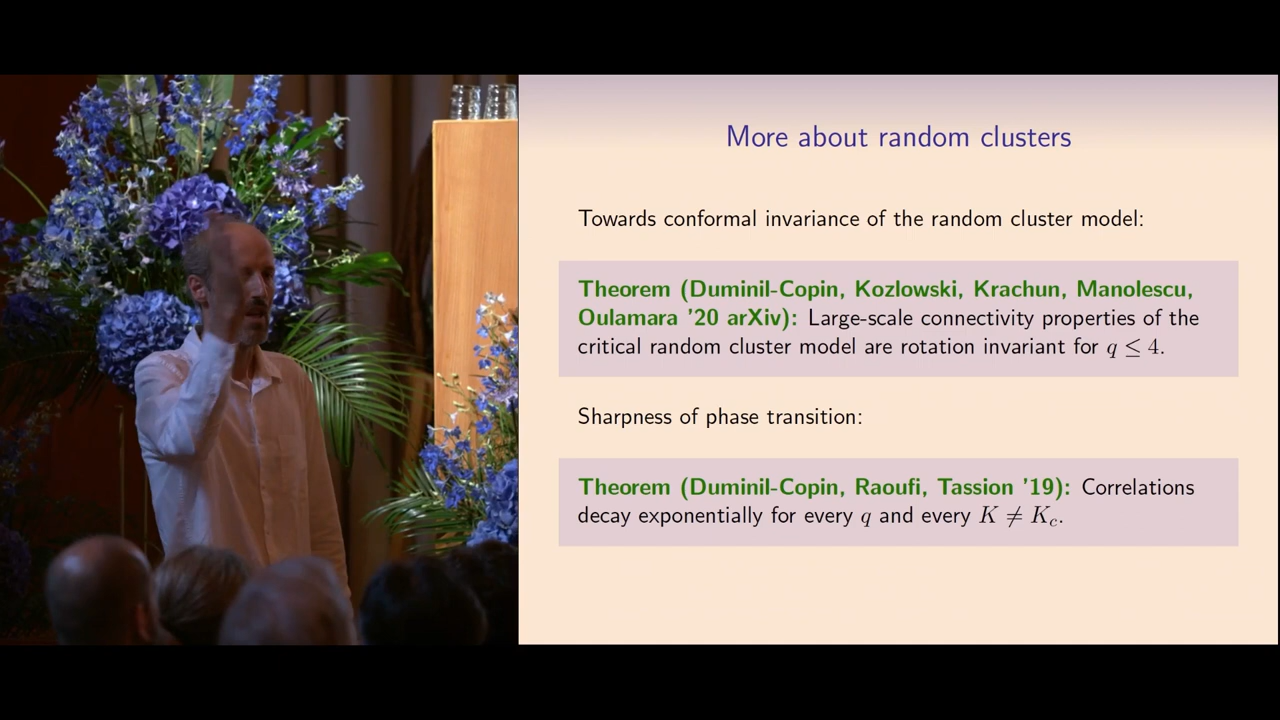 More about random clusters
Towards conformal invariance of the random cluster model:
Theorem (Duminil-Copin, Kozlowski, Krachun, Manolescu,
Oulamara '20 arXiv): Large-scale connectivity properties of the
critical random cluster model are rotation invariant for q ≤ 4.
Sharpness of phase transition:
Theorem (Duminil-Copin, Raoufi, Tassion '19): Correlations
decay exponentially for every q and every K ≠ K_c.